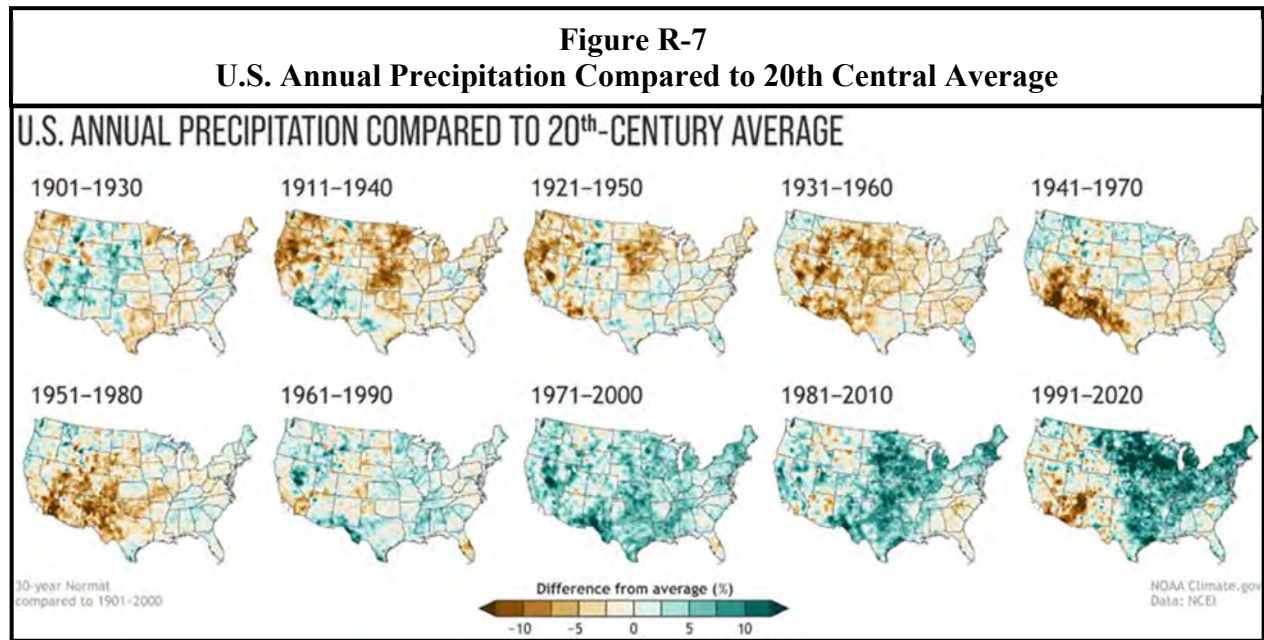 Figure R-7
U.S. Annual Precipitation Compared to 20th Central Average
U.S. ANNUAL PRECIPITATION COMPARED TO 20th-CENTURY AVERAGE
1901–1930
1911–1940
1921–1950
1931–1960
1941–1970
1951–1980
1961–1990
1971–2000
1981–2010
1991–2020
30-year Normal
compared to 1901–2000
Difference from average (%)
-10 -5 0 5 10
NOAA Climate.gov
Data: NCEI